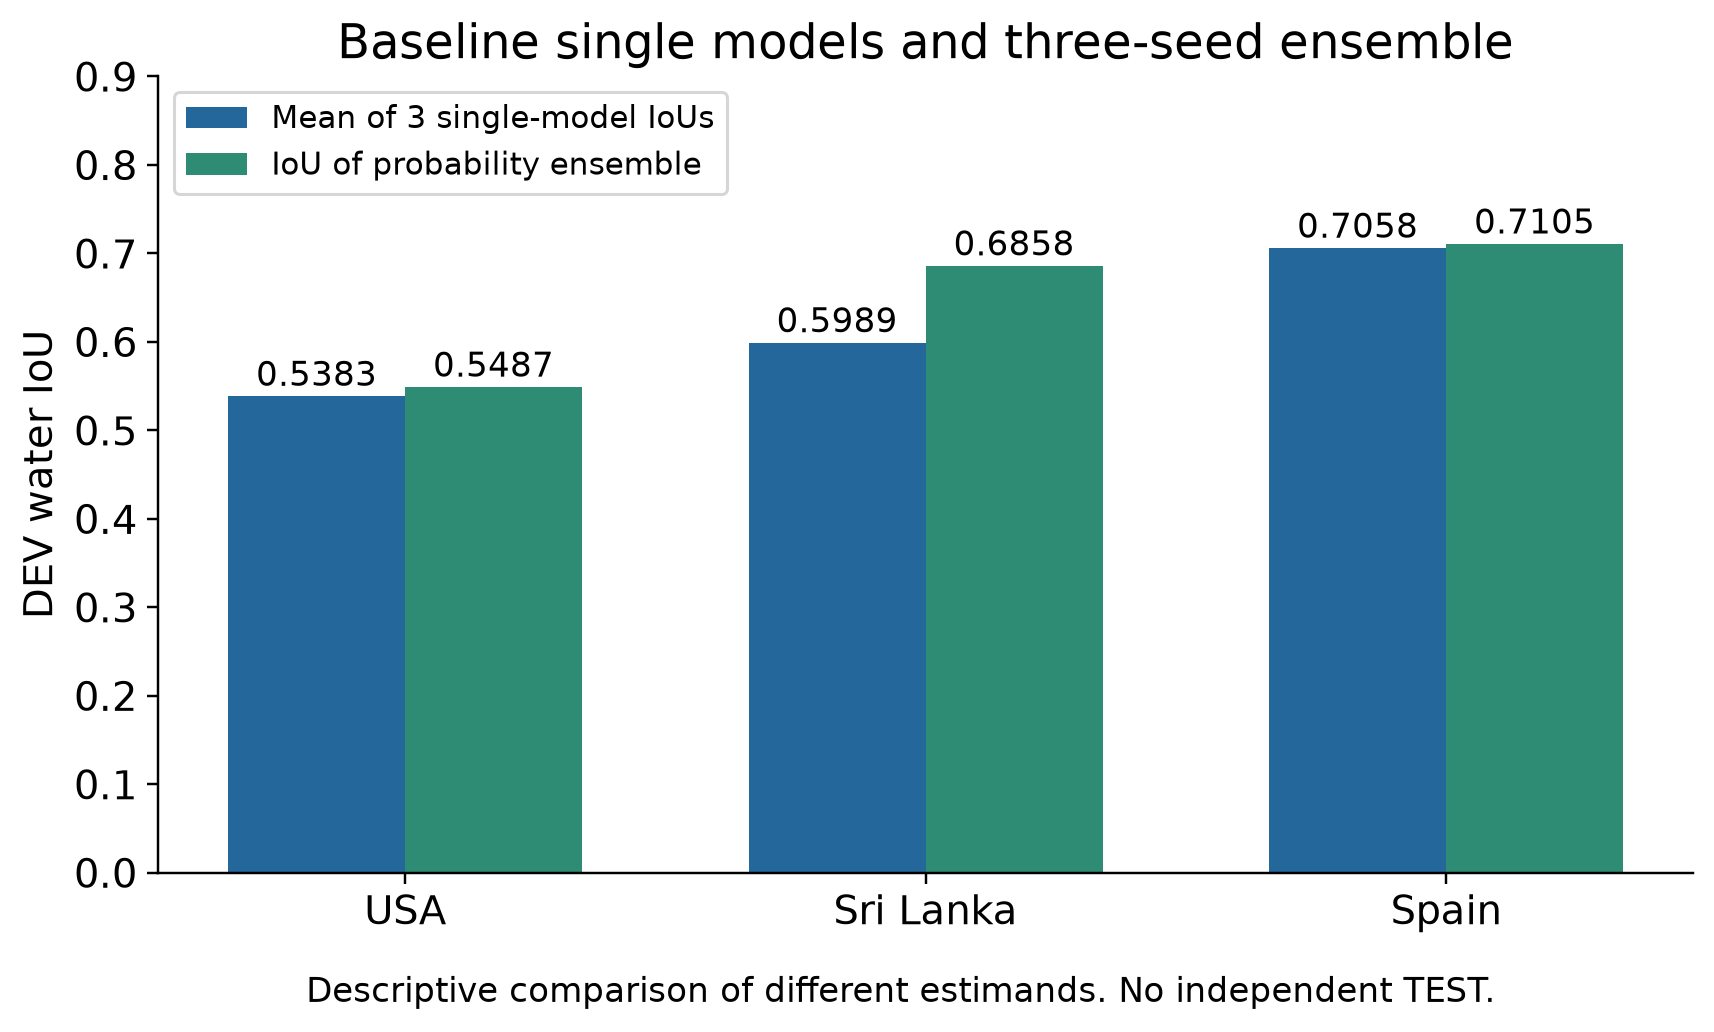 Baseline single models and three-seed ensemble
Mean of 3 single-model IoUs
IoU of probability ensemble
DEV water IoU
0.9
0.8
0.7
0.6
0.5
0.4
0.3
0.2
0.1
0.0
0.5383
0.5487
0.5989
0.6858
0.7058
0.7105
USA
Sri Lanka
Spain
Descriptive comparison of different estimands. No independent TEST.